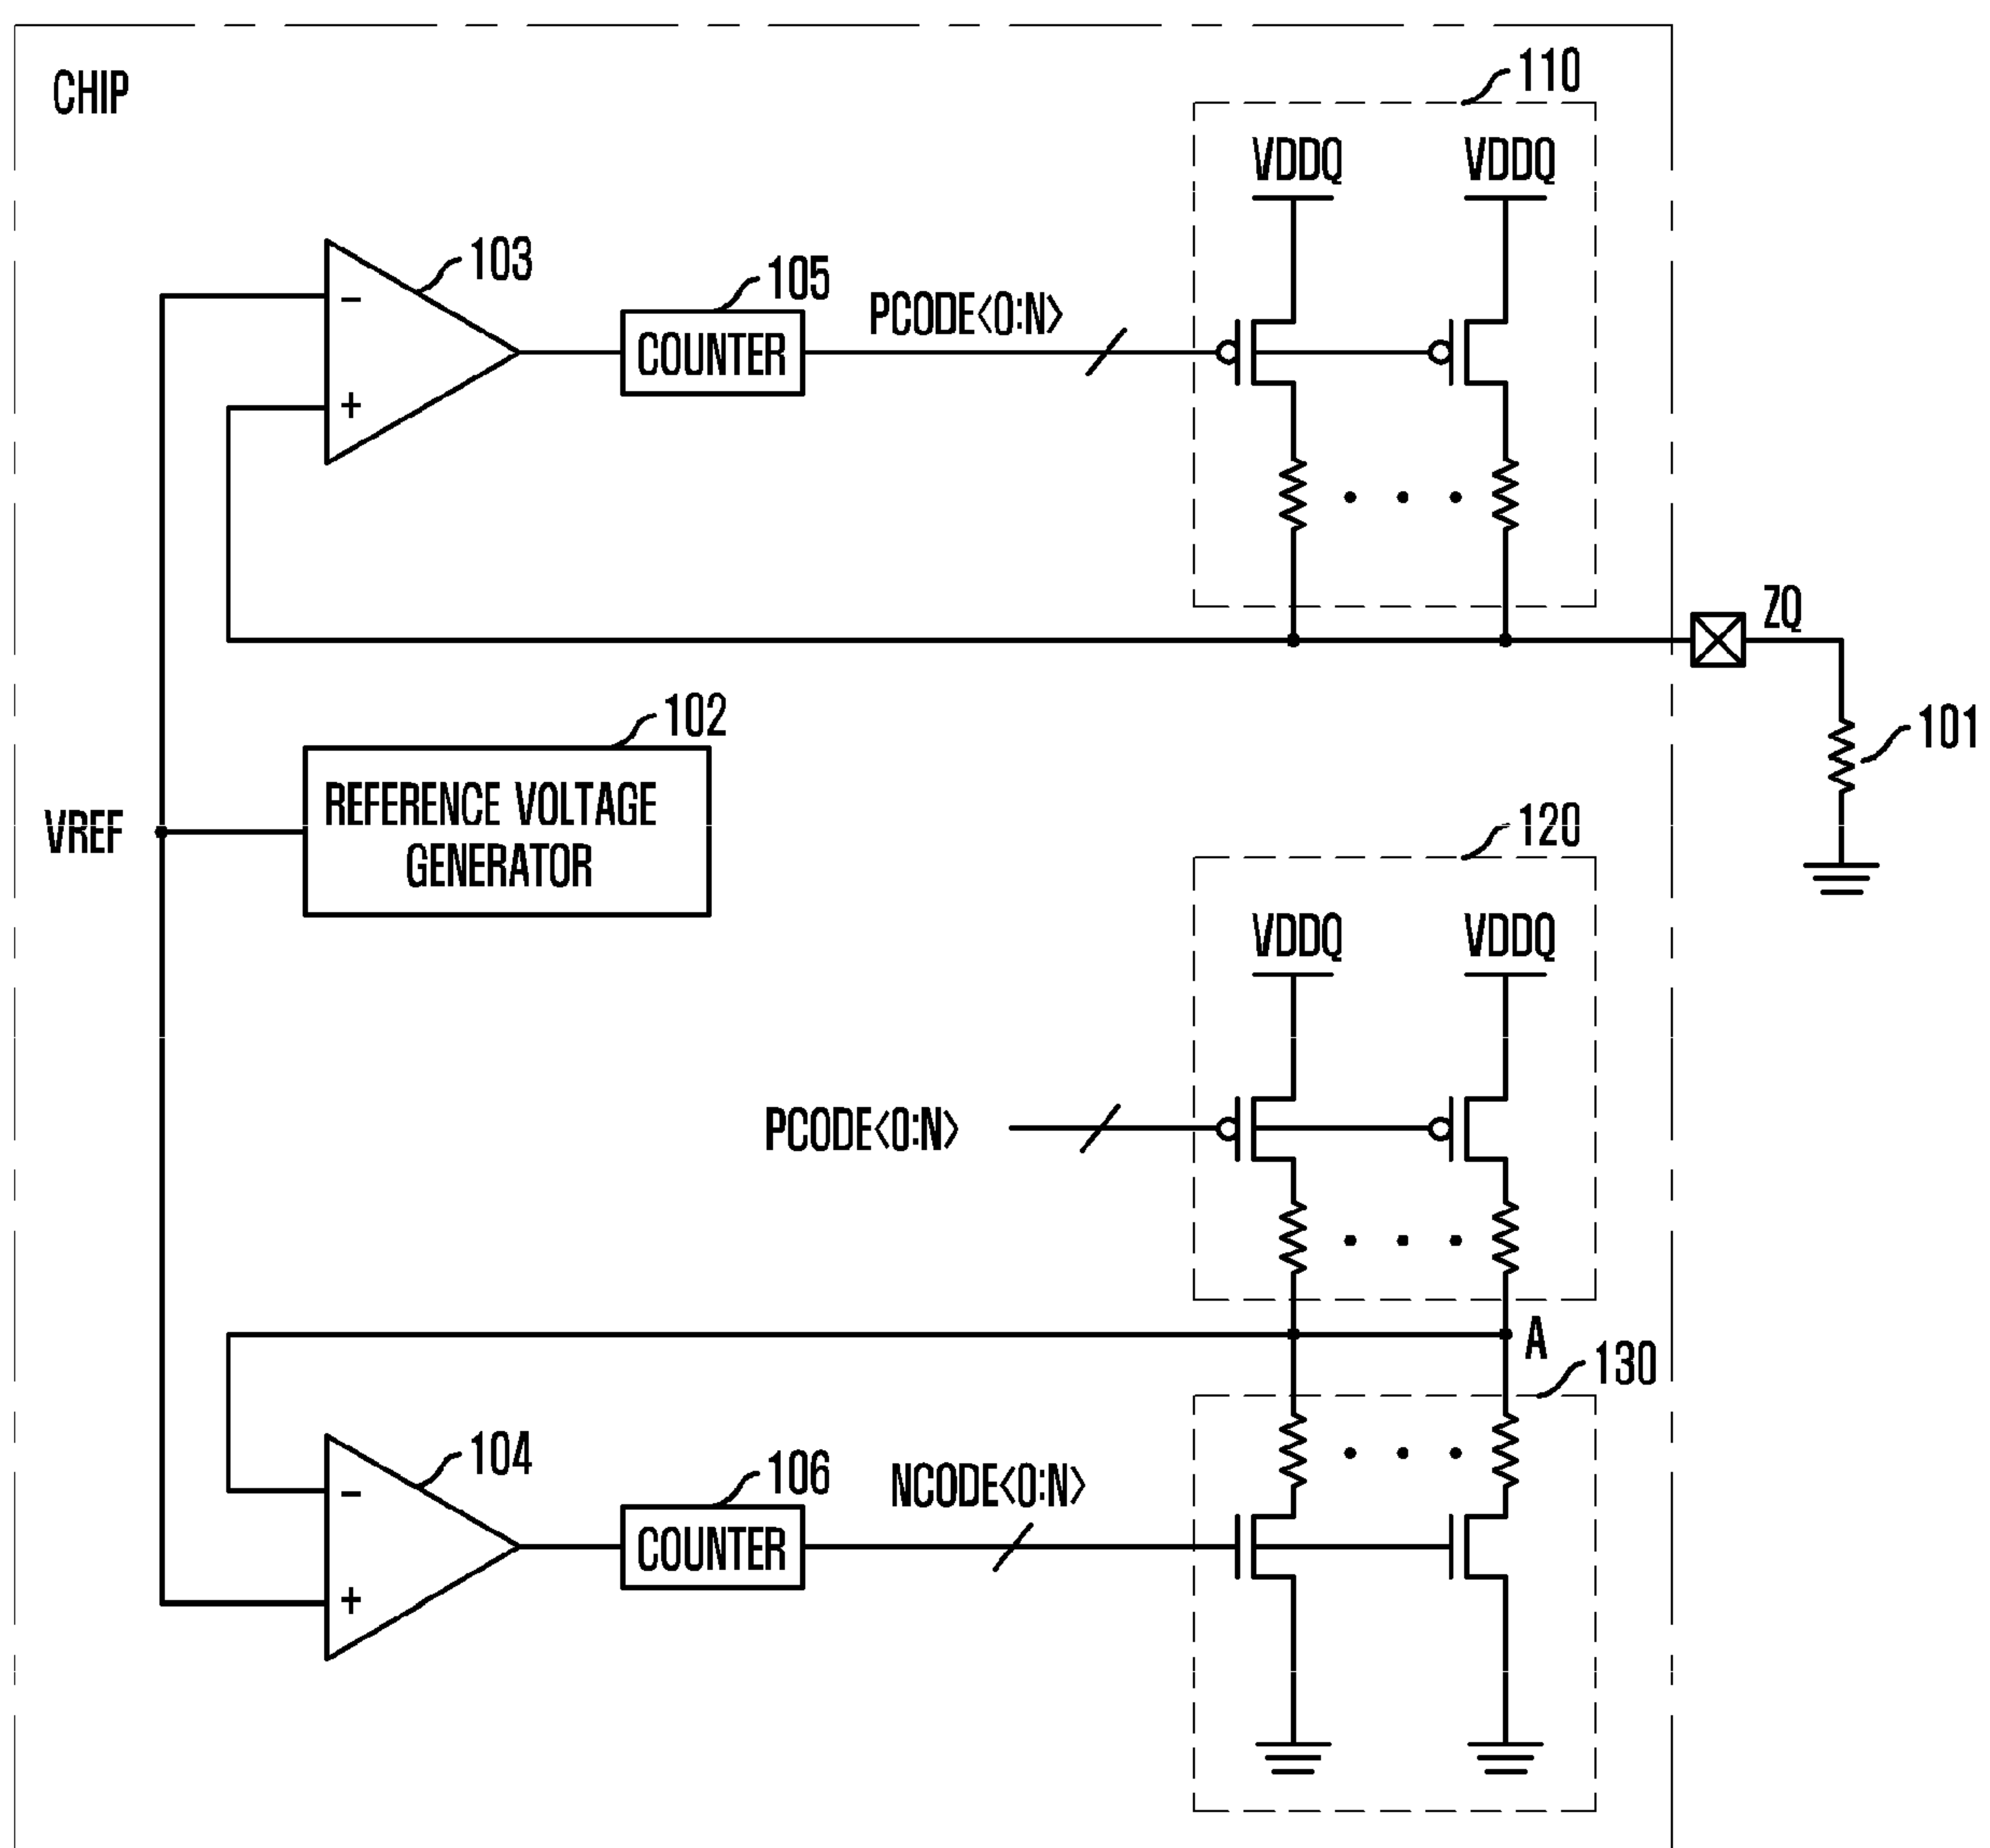 CHIP
110
VDDQ VDDQ
103
−
+
105
COUNTER
PCODE<0:N>
ZQ
101
102
REFERENCE VOLTAGE
GENERATOR
VREF
120
VDDQ VDDQ
PCODE<0:N>
A
130
104
−
+
106
COUNTER
NCODE<0:N>